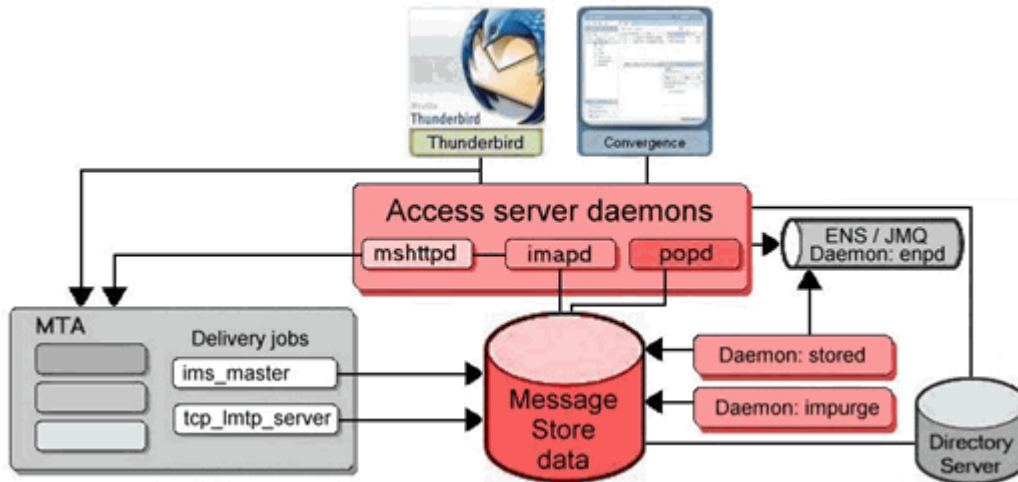 Mozilla
Thunderbird
Thunderbird
Convergence
Access server daemons
mshttpd
imapd
popd
ENS / JMQ
Daemon: enpd
MTA
Delivery jobs
ims_master
tcp_lmtp_server
Message
Store
data
Daemon: stored
Daemon: impurge
Directory
Server